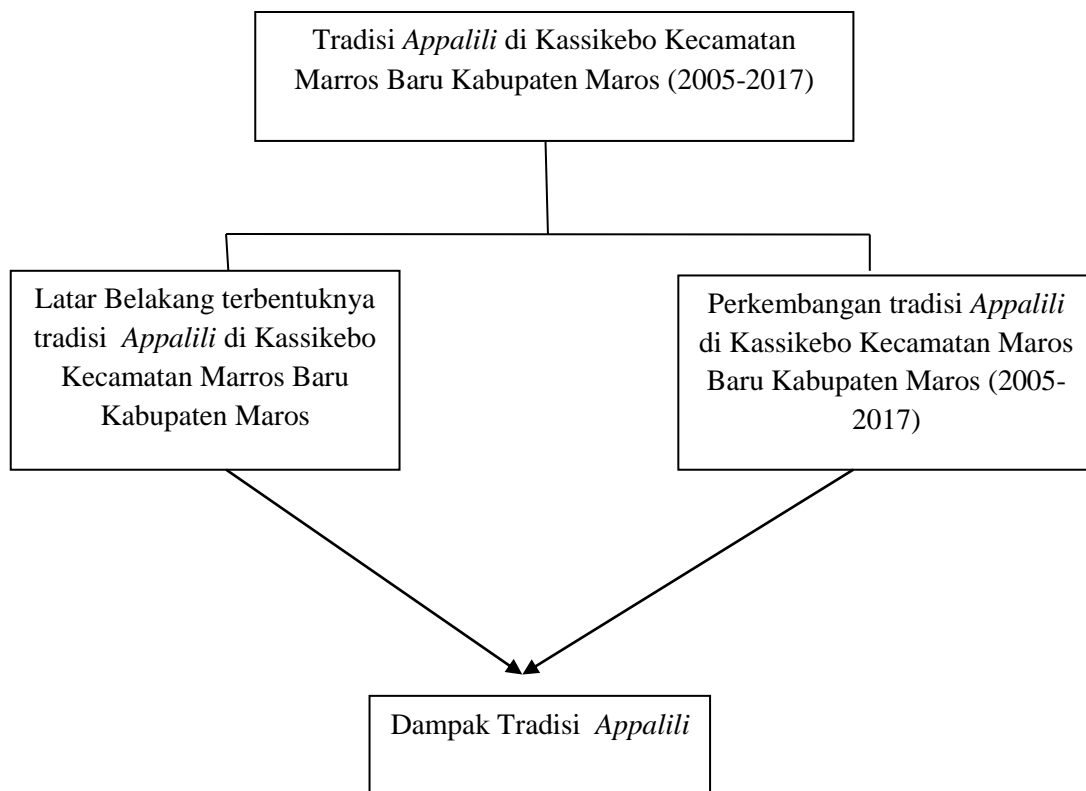 Tradisi Appalili di Kassikebo Kecamatan
Marros Baru Kabupaten Maros (2005-2017)
Latar Belakang terbentuknya
tradisi Appalili di Kassikebo
Kecamatan Marros Baru
Kabupaten Maros
Perkembangan tradisi Appalili
di Kassikebo Kecamatan Maros
Baru Kabupaten Maros (2005-
2017)
Dampak Tradisi Appalili